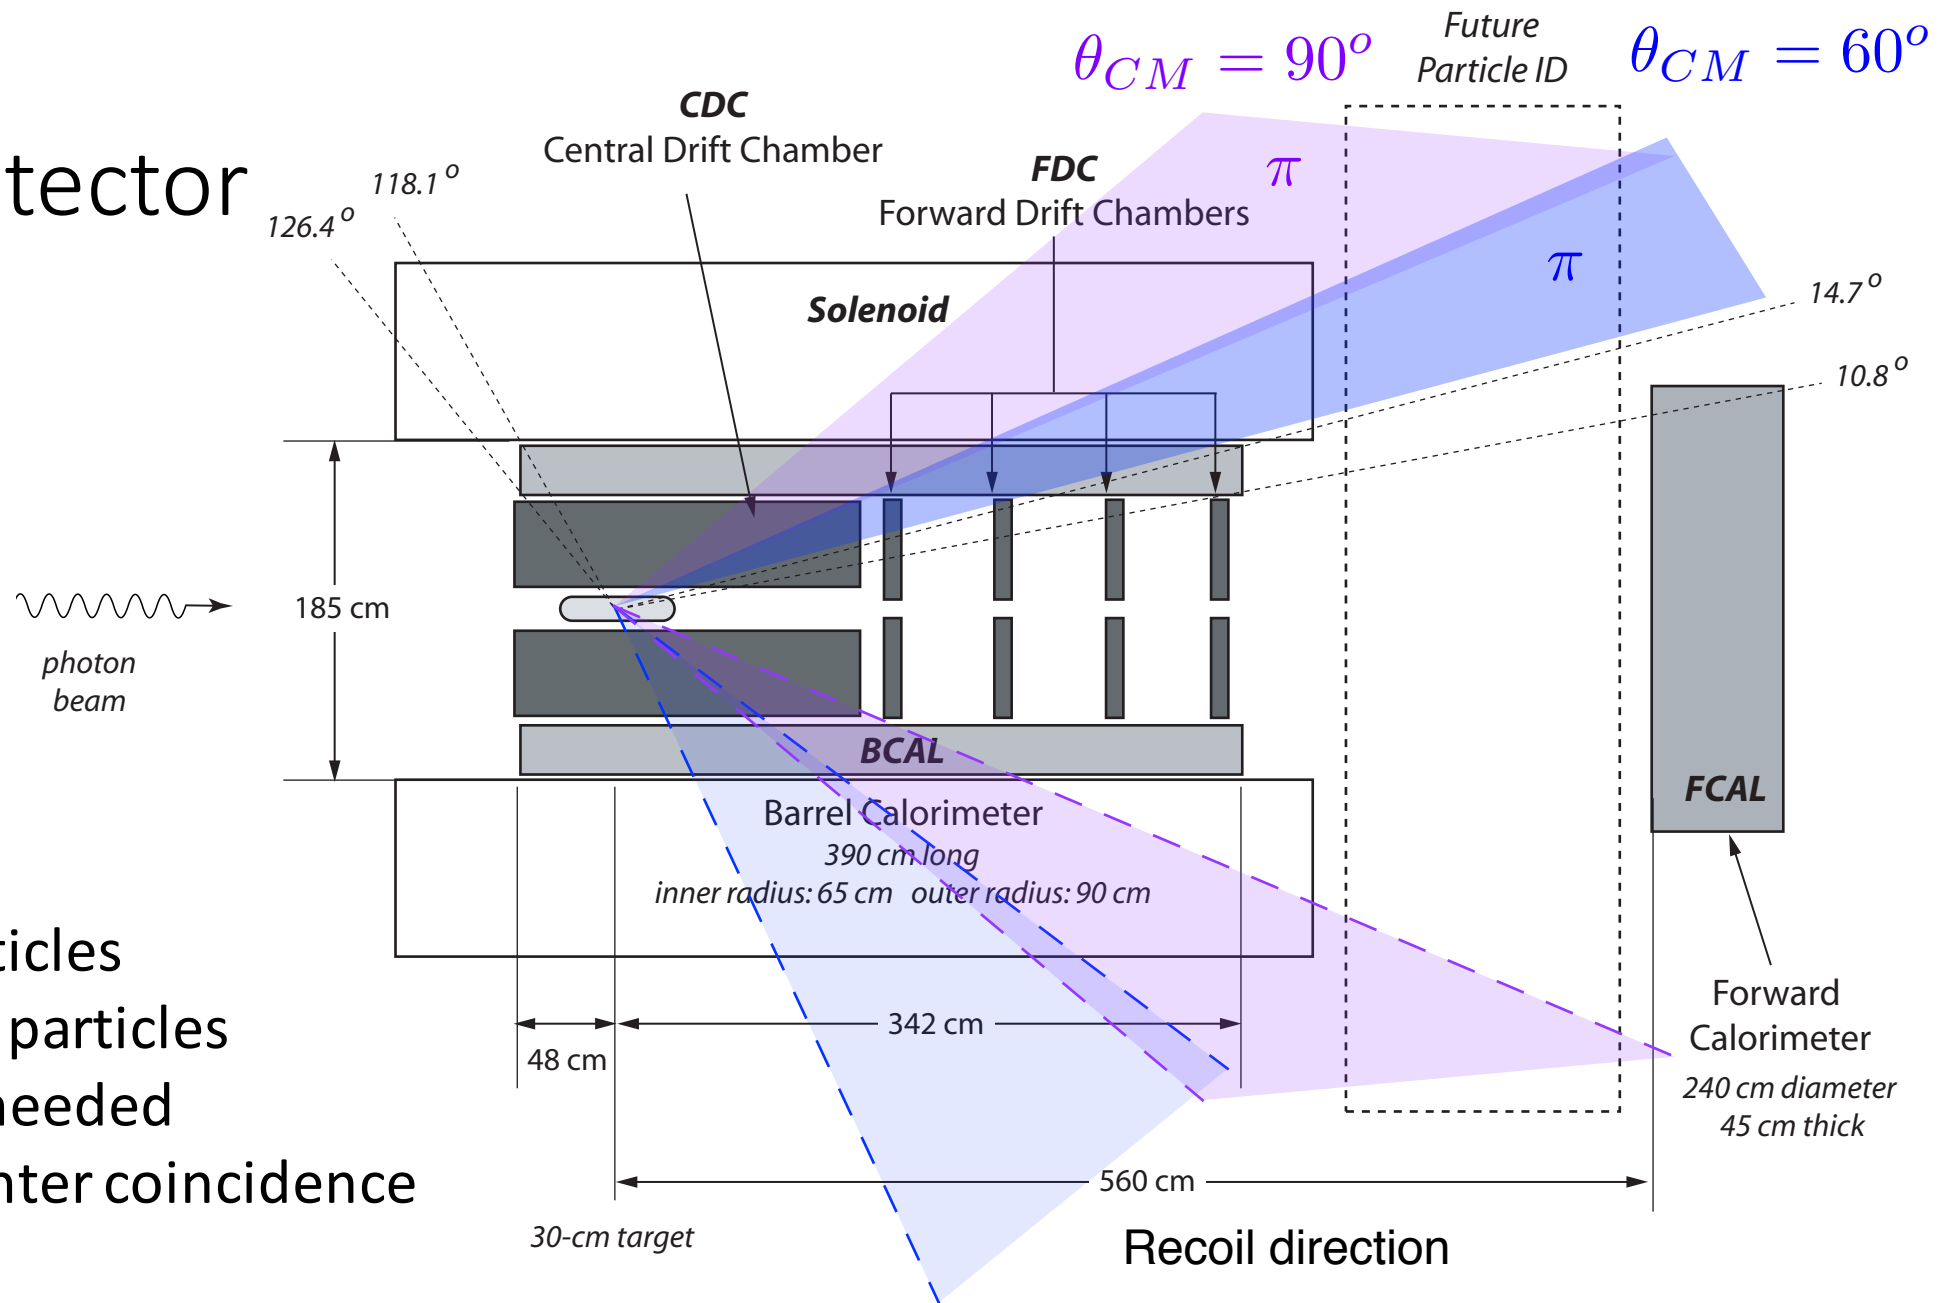 θCM = 90°
Future
Particle ID
θCM = 60°
CDC
Central Drift Chamber
tector
118.1°
126.4°
FDC
Forward Drift Chambers
π
π
Solenoid
14.7°
10.8°
185 cm
photon
beam
BCAL
FCAL
Barrel Calorimeter
390 cm long
inner radius: 65 cm outer radius: 90 cm
ticles
particles
needed
nter coincidence
342 cm
48 cm
Forward
Calorimeter
240 cm diameter
45 cm thick
560 cm
30-cm target
Recoil direction